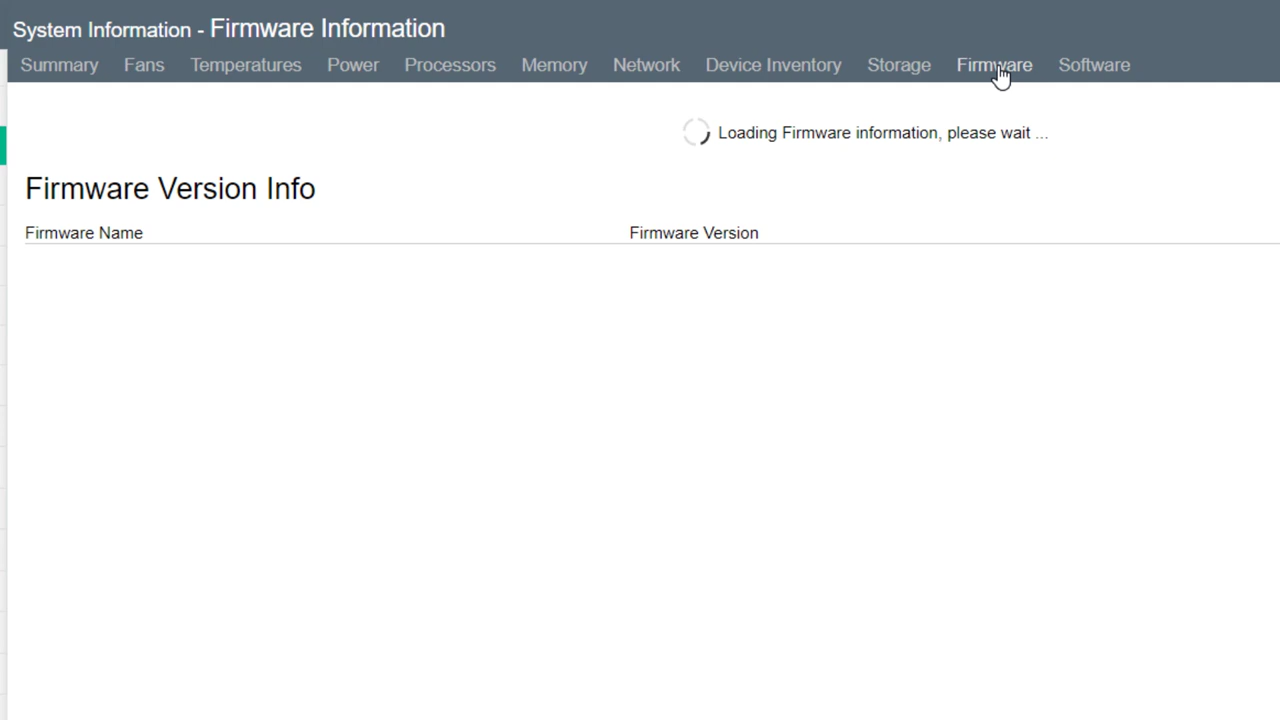 System Information - Firmware Information
Summary Fans Temperatures Power Processors Memory Network Device Inventory Storage Firmware Software
Loading Firmware information, please wait ...
Firmware Version Info
Firmware Name Firmware Version